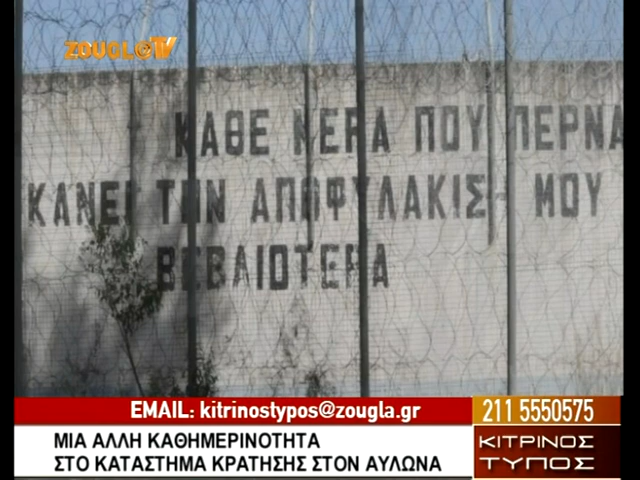 ZOUGL@TV
ΚΑΘΕ ΜΕΡΑ ΠΟΥ ΠΕΡΝΑ
ΚΑΝΕΙ ΤΗΝ ΑΠΟΦΥΛΑΚΙΣΗ ΜΟΥ
ΒΕΒΑΙΟΤΕΡΑ
EMAIL: kitrinostypos@zougla.gr
211 5550575
ΜΙΑ ΑΛΛΗ ΚΑΘΗΜΕΡΙΝΟΤΗΤΑ
ΣΤΟ ΚΑΤΑΣΤΗΜΑ ΚΡΑΤΗΣΗΣ ΣΤΟΝ ΑΥΛΩΝΑ
ΚΙΤΡΙΝΟΣ
ΤΥΠΟΣ